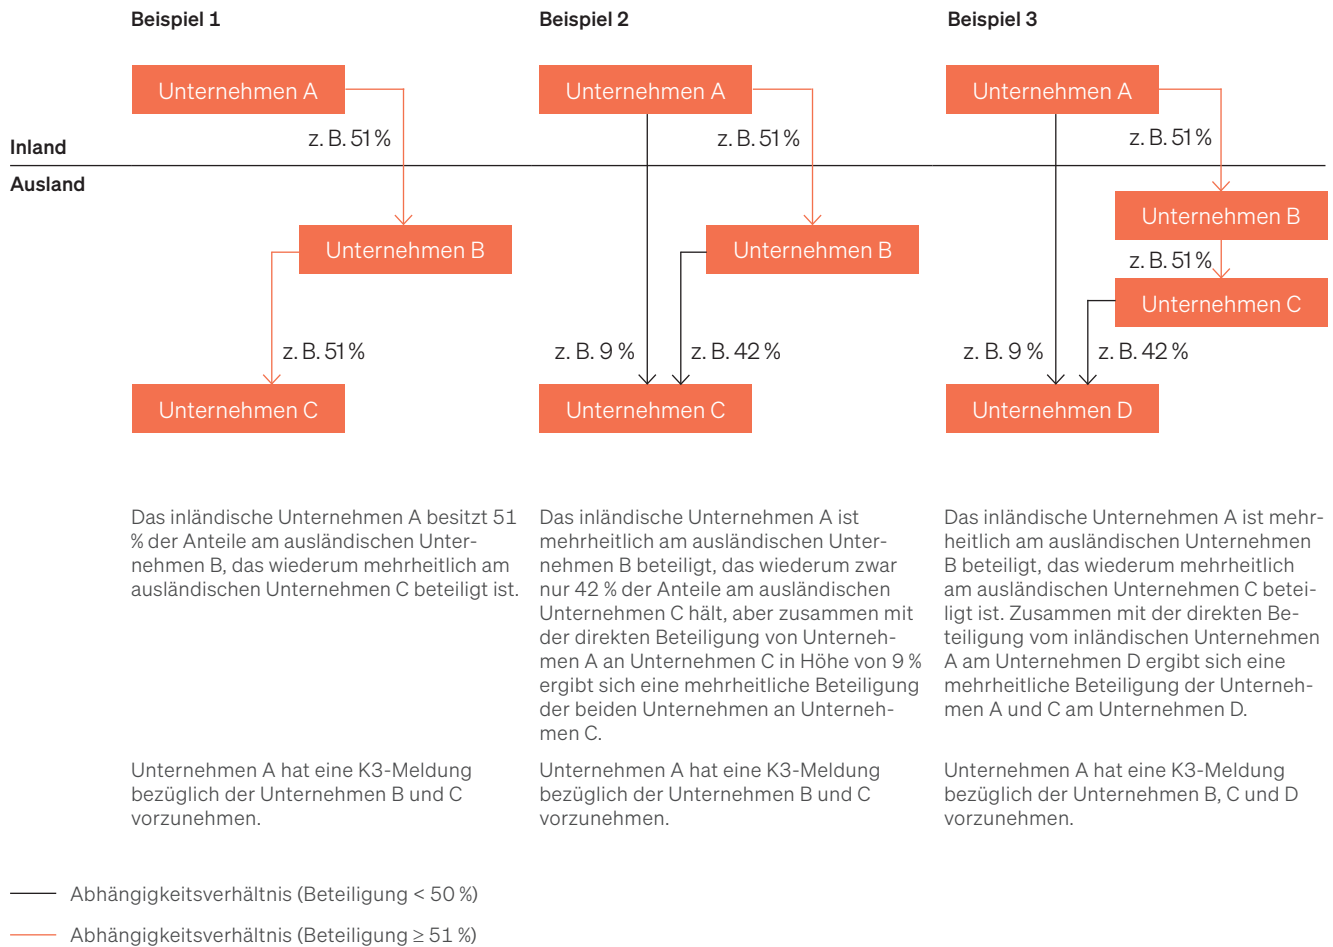 Beispiel 1
Beispiel 2
Beispiel 3
Unternehmen A
Unternehmen A
Unternehmen A
z. B. 51 %
z. B. 51 %
z. B. 51 %
Inland
Ausland
Unternehmen B
Unternehmen B
Unternehmen B
z. B. 51 %
Unternehmen C
z. B. 51 %
z. B. 9 %
z. B. 42 %
z. B. 9 %
z. B. 42 %
Unternehmen C
Unternehmen C
Unternehmen D
Das inländische Unternehmen A besitzt 51
% der Anteile am ausländischen Unter-
nehmen B, das wiederum mehrheitlich am
ausländischen Unternehmen C beteiligt ist.
Unternehmen A hat eine K3-Meldung
bezüglich der Unternehmen B und C
vorzunehmen.
Das inländische Unternehmen A ist
mehrheitlich am ausländischen Unter-
nehmen B beteiligt, das wiederum zwar
nur 42 % der Anteile am ausländischen
Unternehmen C hält, aber zusammen mit
der direkten Beteiligung von Unterneh-
men A an Unternehmen C in Höhe von 9 %
ergibt sich eine mehrheitliche Beteiligung
der beiden Unternehmen an Unterneh-
men C.
Unternehmen A hat eine K3-Meldung
bezüglich der Unternehmen B und C
vorzunehmen.
Das inländische Unternehmen A ist mehr-
heitlich am ausländischen Unternehmen
B beteiligt, das wiederum mehrheitlich
am ausländischen Unternehmen C betei-
ligt ist. Zusammen mit der direkten Be-
teiligung vom inländischen Unternehmen
A am Unternehmen D ergibt sich eine
mehrheitliche Beteiligung der Unterneh-
men A und C am Unternehmen D.
Unternehmen A hat eine K3-Meldung
bezüglich der Unternehmen B, C und D
vorzunehmen.
Abhängigkeitsverhältnis (Beteiligung < 50 %)
Abhängigkeitsverhältnis (Beteiligung ≥ 51 %)